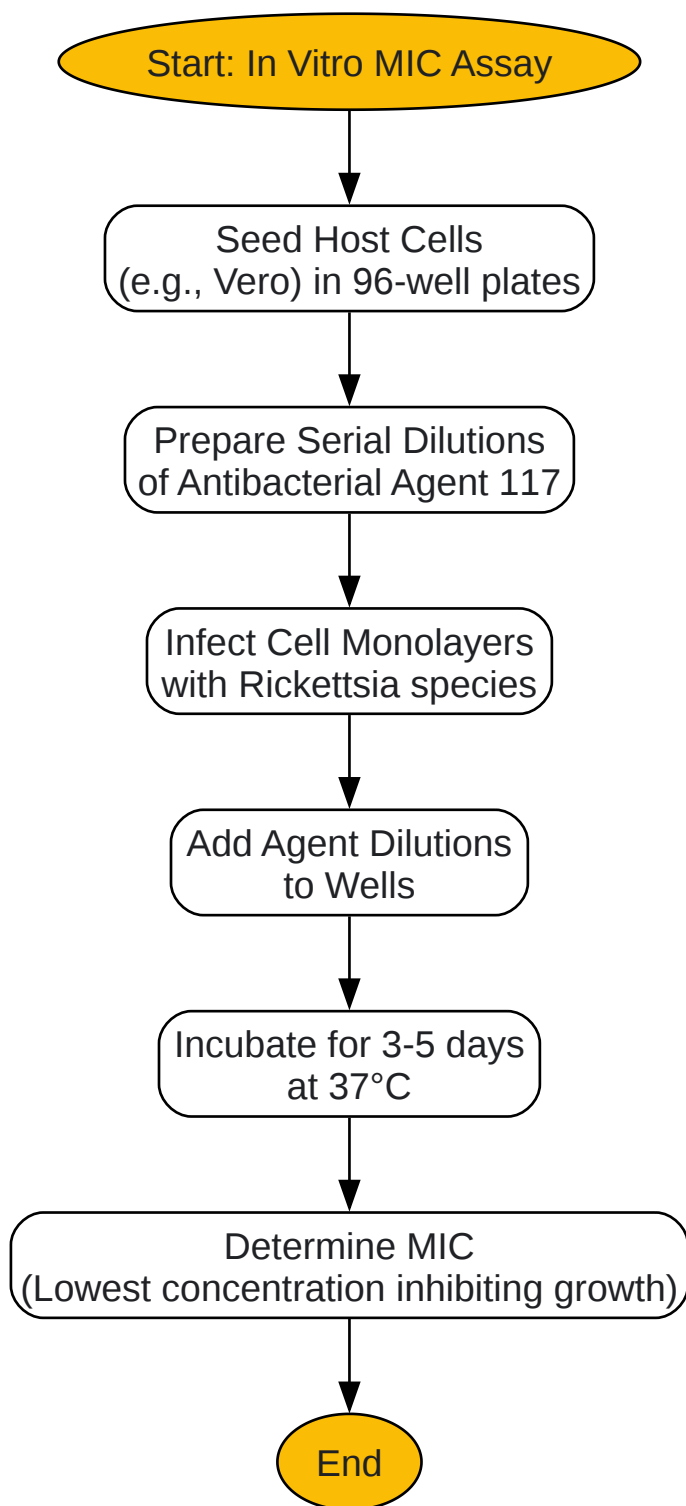 Start: In Vitro MIC Assay
Seed Host Cells
(e.g., Vero) in 96-well plates
Prepare Serial Dilutions
of Antibacterial Agent 117
Infect Cell Monolayers
with Rickettsia species
Add Agent Dilutions
to Wells
Incubate for 3-5 days
at 37°C
Determine MIC
(Lowest concentration inhibiting growth)
End